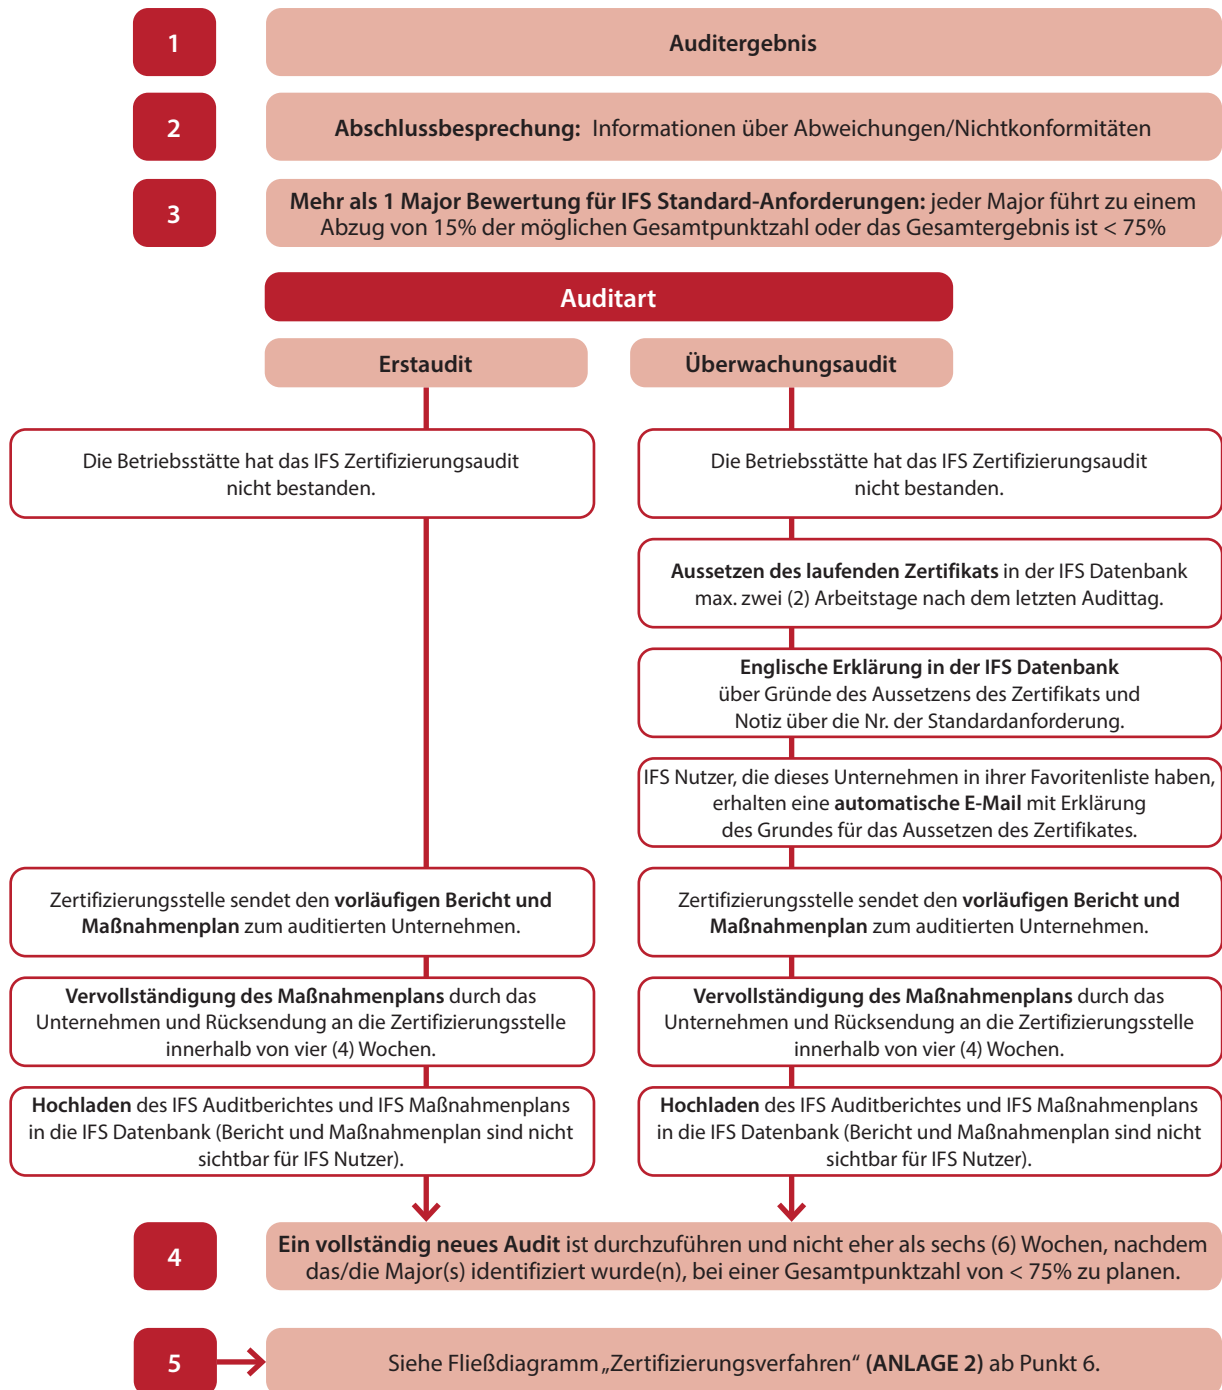 1
Auditergebnis
2
Abschlussbesprechung: Informationen über Abweichungen/Nichtkonformitäten
3
Mehr als 1 Major Bewertung für IFS Standard-Anforderungen: jeder Major führt zu einem
Abzug von 15% der möglichen Gesamtpunktzahl oder das Gesamtergebnis ist < 75%
Auditart
Erstaudit
Überwachungsaudit
Die Betriebsstätte hat das IFS Zertifizierungsaudit
nicht bestanden.
Die Betriebsstätte hat das IFS Zertifizierungsaudit
nicht bestanden.
Aussetzen des laufenden Zertifikats in der IFS Datenbank
max. zwei (2) Arbeitstage nach dem letzten Audittag.
Englische Erklärung in der IFS Datenbank
über Gründe des Aussetzens des Zertifikats und
Notiz über die Nr. der Standardanforderung.
IFS Nutzer, die dieses Unternehmen in ihrer Favoritenliste haben,
erhalten eine automatische E-Mail mit Erklärung
des Grundes für das Aussetzen des Zertifikates.
Zertifizierungsstelle sendet den vorläufigen Bericht und
Maßnahmenplan zum auditierten Unternehmen.
Zertifizierungsstelle sendet den vorläufigen Bericht und
Maßnahmenplan zum auditierten Unternehmen.
Vervollständigung des Maßnahmenplans durch das
Unternehmen und Rücksendung an die Zertifizierungsstelle
innerhalb von vier (4) Wochen.
Vervollständigung des Maßnahmenplans durch das
Unternehmen und Rücksendung an die Zertifizierungsstelle
innerhalb von vier (4) Wochen.
Hochladen des IFS Auditberichtes und IFS Maßnahmenplans
in die IFS Datenbank (Bericht und Maßnahmenplan sind nicht
sichtbar für IFS Nutzer).
Hochladen des IFS Auditberichtes und IFS Maßnahmenplans
in die IFS Datenbank (Bericht und Maßnahmenplan sind nicht
sichtbar für IFS Nutzer).
4
Ein vollständig neues Audit ist durchzuführen und nicht eher als sechs (6) Wochen, nachdem
das/die Major(s) identifiziert wurde(n), bei einer Gesamtpunktzahl von < 75% zu planen.
5
Siehe Fließdiagramm „Zertifizierungsverfahren“ (ANLAGE 2) ab Punkt 6.